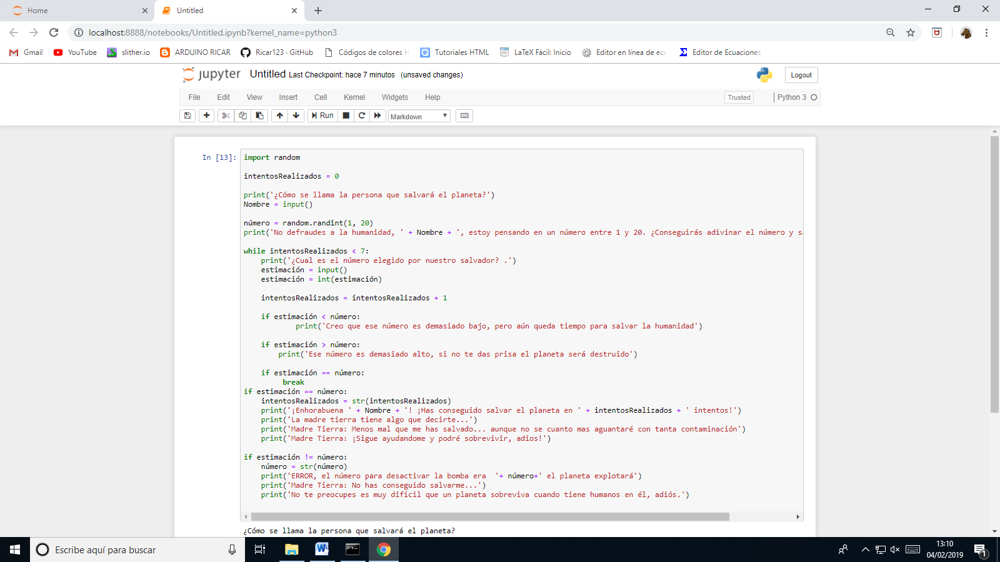 Home
Untitled
localhost:8888/notebooks/Untitled.ipynb?kernel_name=python3
Gmail
YouTube
slither.io
ARDUINO RICAR
Ricar123 · GitHub
Códigos de colores
Tutoriales HTML
LaTeX Fácil: Inicio
Editor en línea de
Editor de Ecuaciones
jupyter Untitled Last Checkpoint: hace 7 minutos (unsaved changes)
Logout
File Edit View Insert Cell Kernel Widgets Help
Trusted
Python 3
Run
Markdown
In [13]:
import random
intentosRealizados = 0
print('¿Cómo se llama la persona que salvará el planeta?')
Nombre = input()
número = random.randint(1, 20)
print('No defraudes a la humanidad, ' + Nombre + ', estoy pensando en un número entre 1 y 20. ¿Conseguirás adivinar el número y
while intentosRealizados < 7:
    print('¿Cual es el número elegido por nuestro salvador? .')
    estimación = input()
    estimación = int(estimación)
    intentosRealizados = intentosRealizados + 1
    if estimación < número:
            print('Creo que ese número es demasiado bajo, pero aún queda tiempo para salvar la humanidad')
    if estimación > número:
        print('Ese número es demasiado alto, si no te das prisa el planeta será destruido')
    if estimación == número:
         break
if estimación == número:
    intentosRealizados = str(intentosRealizados)
    print('¡Enhorabuena ' + Nombre + '! ¡Has conseguido salvar el planeta en ' + intentosRealizados + ' intentos!')
    print('La madre tierra tiene algo que decirte...')
    print('Madre Tierra: Menos mal que me has salvado... aunque no se cuanto mas aguantaré con tanta contaminación')
    print('Madre Tierra: ¡Sigue ayudandome y podré sobrevivir, adios!')
if estimación != número:
    número = str(número)
    print('ERROR, el número para desactivar la bomba era  '+ número+' el planeta explotará')
    print('Madre Tierra: No has conseguido salvarme...')
    print('No te preocupes es muy dificil que un planeta sobreviva cuando tiene humanos en él, adiós.')
¿Cómo se llama la persona que salvará el planeta?
Escribe aquí para buscar
13:10
04/02/2019
1